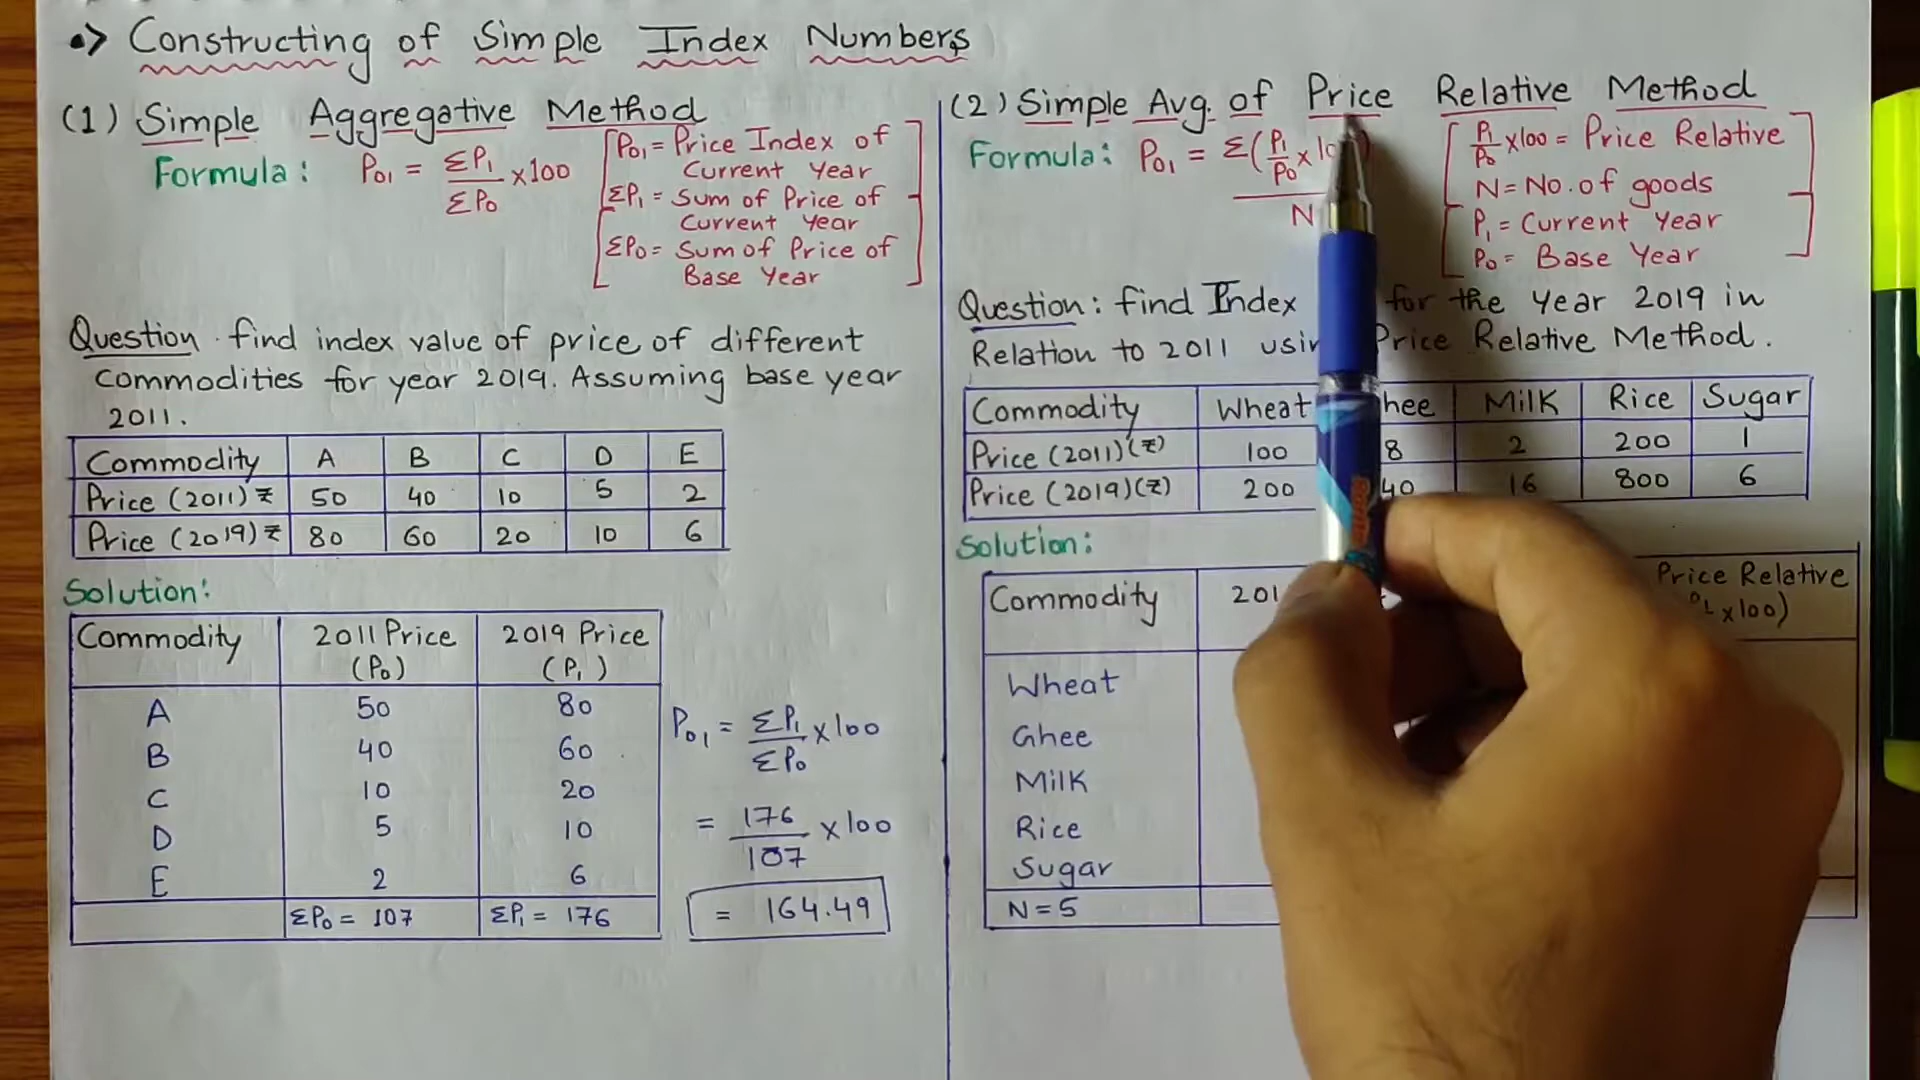 •> Constructing of Simple Index Numbers
(1) Simple Aggregative Method
Formula: P₀₁ = ΣP₁/ΣP₀ x100
P₀₁ = Price Index of
Current Year
ΣP₁ = Sum of Price of
Current Year
ΣP₀ = Sum of Price of
Base Year
Question. find index value of price of different
commodities for year 2019. Assuming base year
2011.
Commodity A B C D E
Price (2011) ₹ 50 40 10 5 2
Price (2019) ₹ 80 60 20 10 6
Solution:
Commodity 2011 Price (P₀) 2019 Price (P₁)
A 50 80
B 40 60
C 10 20
D 5 10
E 2 6
ΣP₀ = 107 ΣP₁ = 176
P₀₁ = ΣP₁/ΣP₀ x100
= 176/107 x100
= 164.49
(2) Simple Avg. of Price Relative Method
Formula: P₀₁ = Σ(P₁/P₀ x10
N
P₁/P₀ x100 = Price Relative
N = No. of goods
P₁ = Current Year
P₀ = Base Year
Question: find Index for the year 2019 in
Relation to 2011 Price Relative Method.
Commodity Wheat hee Milk Rice Sugar
Price (2011) (₹) 100 8 2 200 1
Price (2019) (₹) 200 40 16 800 6
Solution:
Commodity 201 Price Relative
x100)
Wheat
Ghee
Milk
Rice
Sugar
N = 5